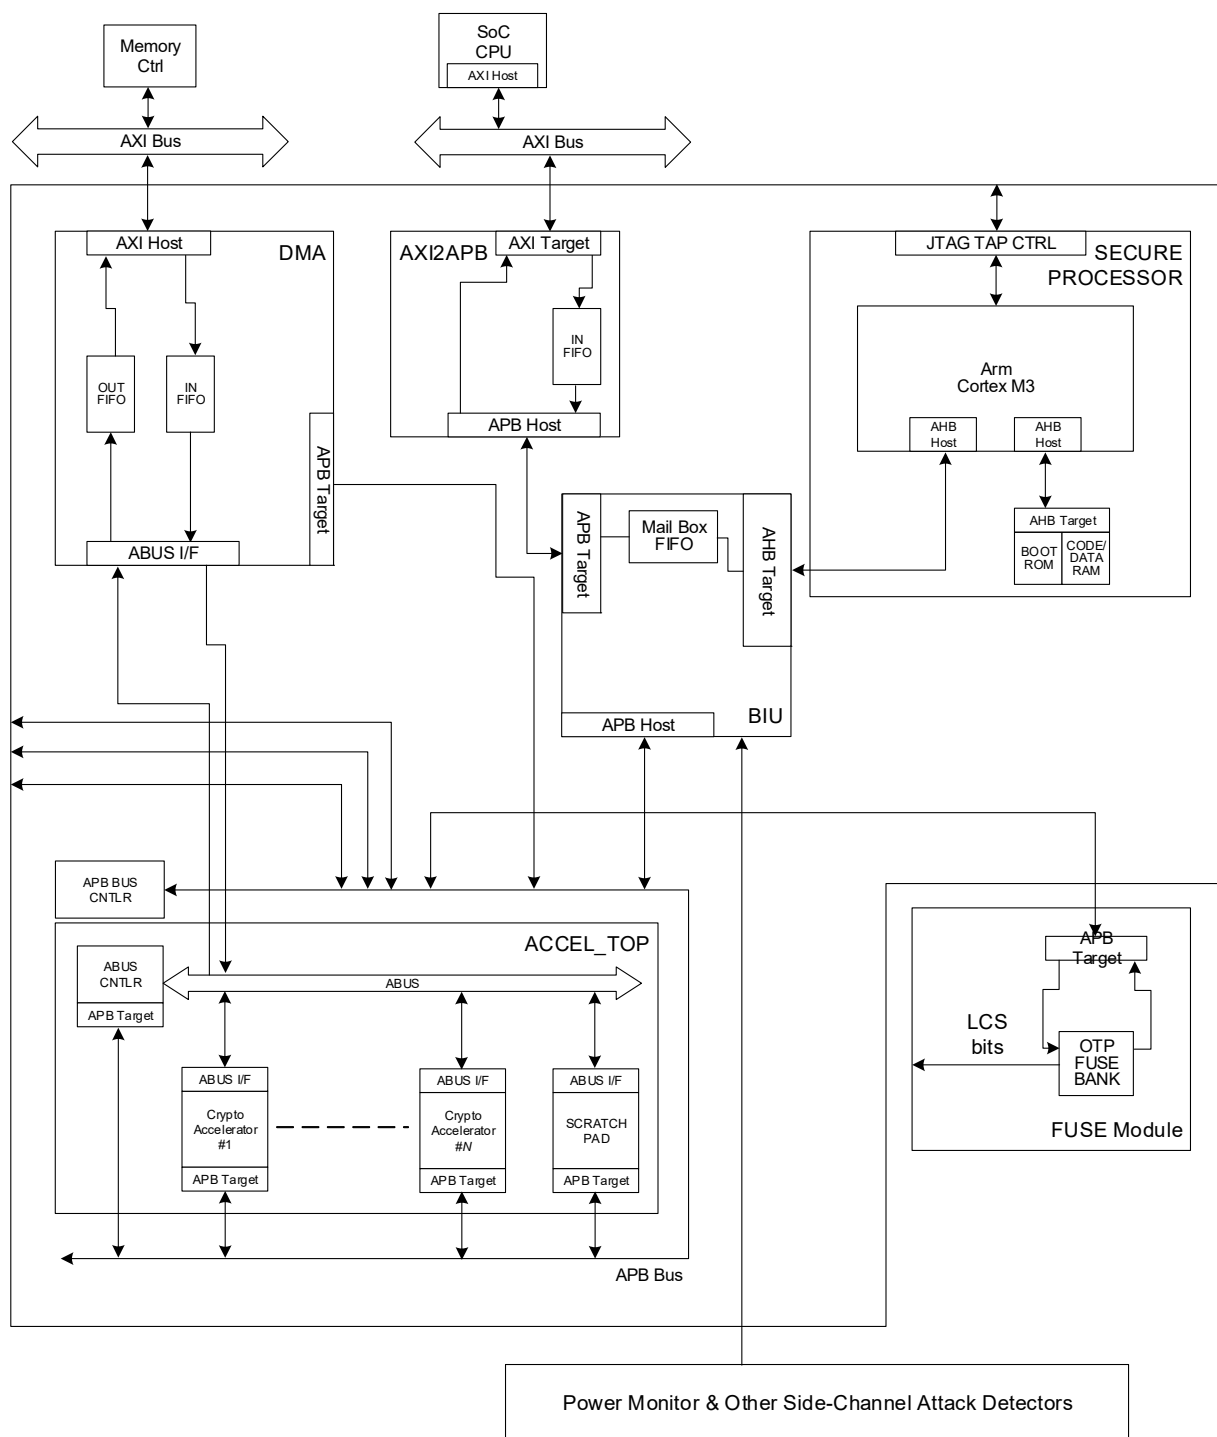 Memory
Ctrl
SoC
CPU
AXI Host
AXI Bus
AXI Bus
AXI Host
DMA
OUT
FIFO
IN
FIFO
APB Target
ABUS I/F
AXI2APB
AXI Target
IN
FIFO
APB Host
JTAG TAP CTRL
SECURE
PROCESSOR
Arm
Cortex M3
AHB
Host
AHB
Host
AHB Target
BOOT
ROM
CODE/
DATA
RAM
APB Target
Mail Box
FIFO
AHB Target
APB Host
BIU
APB BUS
CNTLR
ACCEL_TOP
ABUS
CNTLR
APB Target
ABUS
ABUS I/F
Crypto
Accelerator
#1
APB Target
ABUS I/F
Crypto
Accelerator
#N
APB Target
ABUS I/F
SCRATCH
PAD
APB Target
APB Bus
APB
Target
LCS
bits
OTP
FUSE
BANK
FUSE Module
Power Monitor & Other Side-Channel Attack Detectors